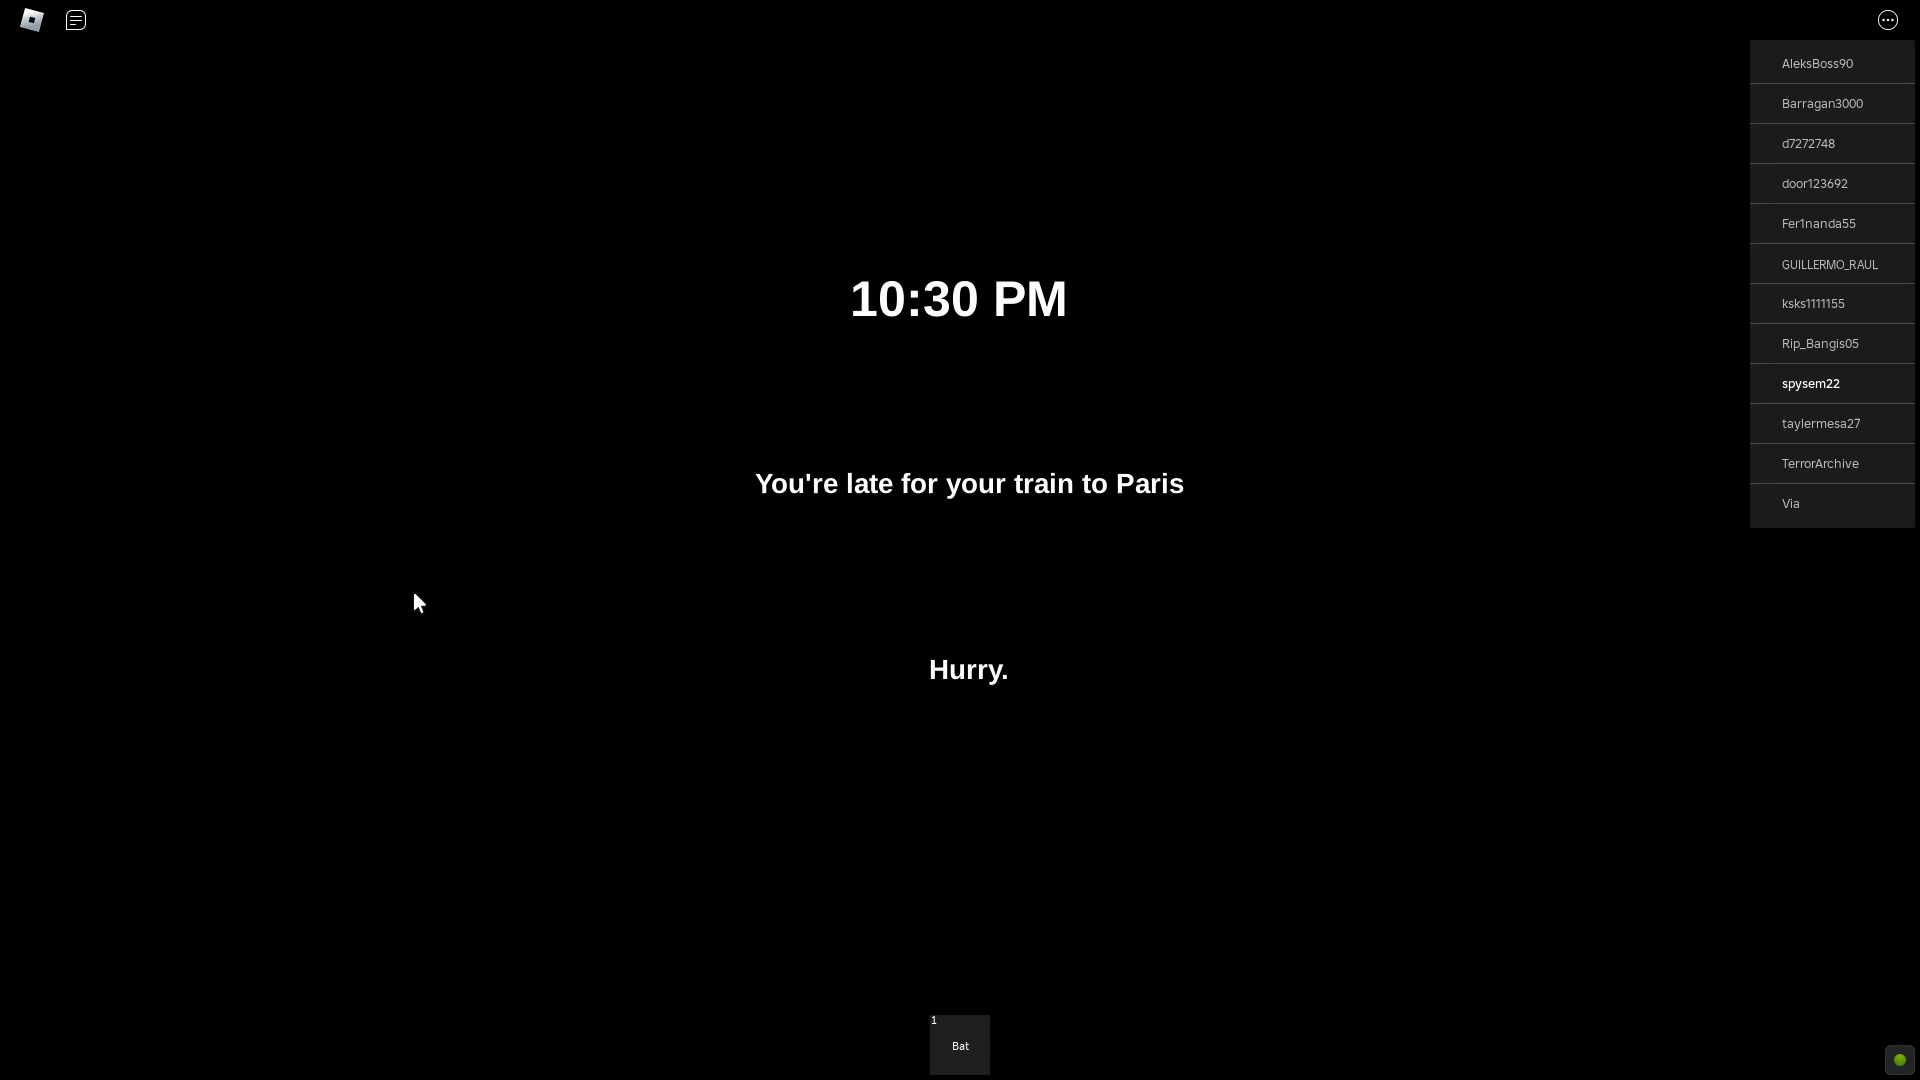 AleksBoss90
Barragan3000
d7272748
door123692
Fer1nanda55
GUILLERMO_RAUL
ksks1111155
Rip_Bangis05
spysem22
taylermesa27
TerrorArchive
Via
10:30 PM
You're late for your train to Paris
Hurry.
1
Bat